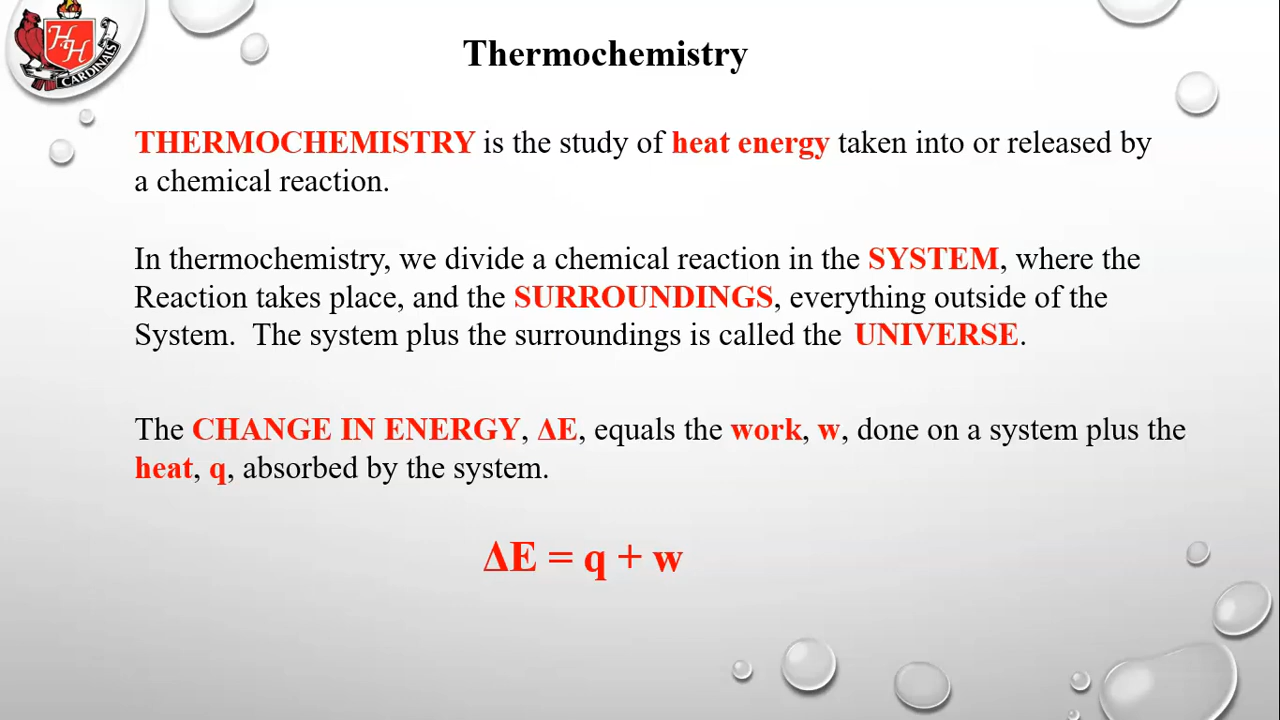 HH
CARDINALS
Thermochemistry
THERMOCHEMISTRY is the study of heat energy taken into or released by
a chemical reaction.
In thermochemistry, we divide a chemical reaction in the SYSTEM, where the
Reaction takes place, and the SURROUNDINGS, everything outside of the
System.  The system plus the surroundings is called the  UNIVERSE.
The CHANGE IN ENERGY, ΔE, equals the work, w, done on a system plus the
heat, q, absorbed by the system.
ΔE = q + w